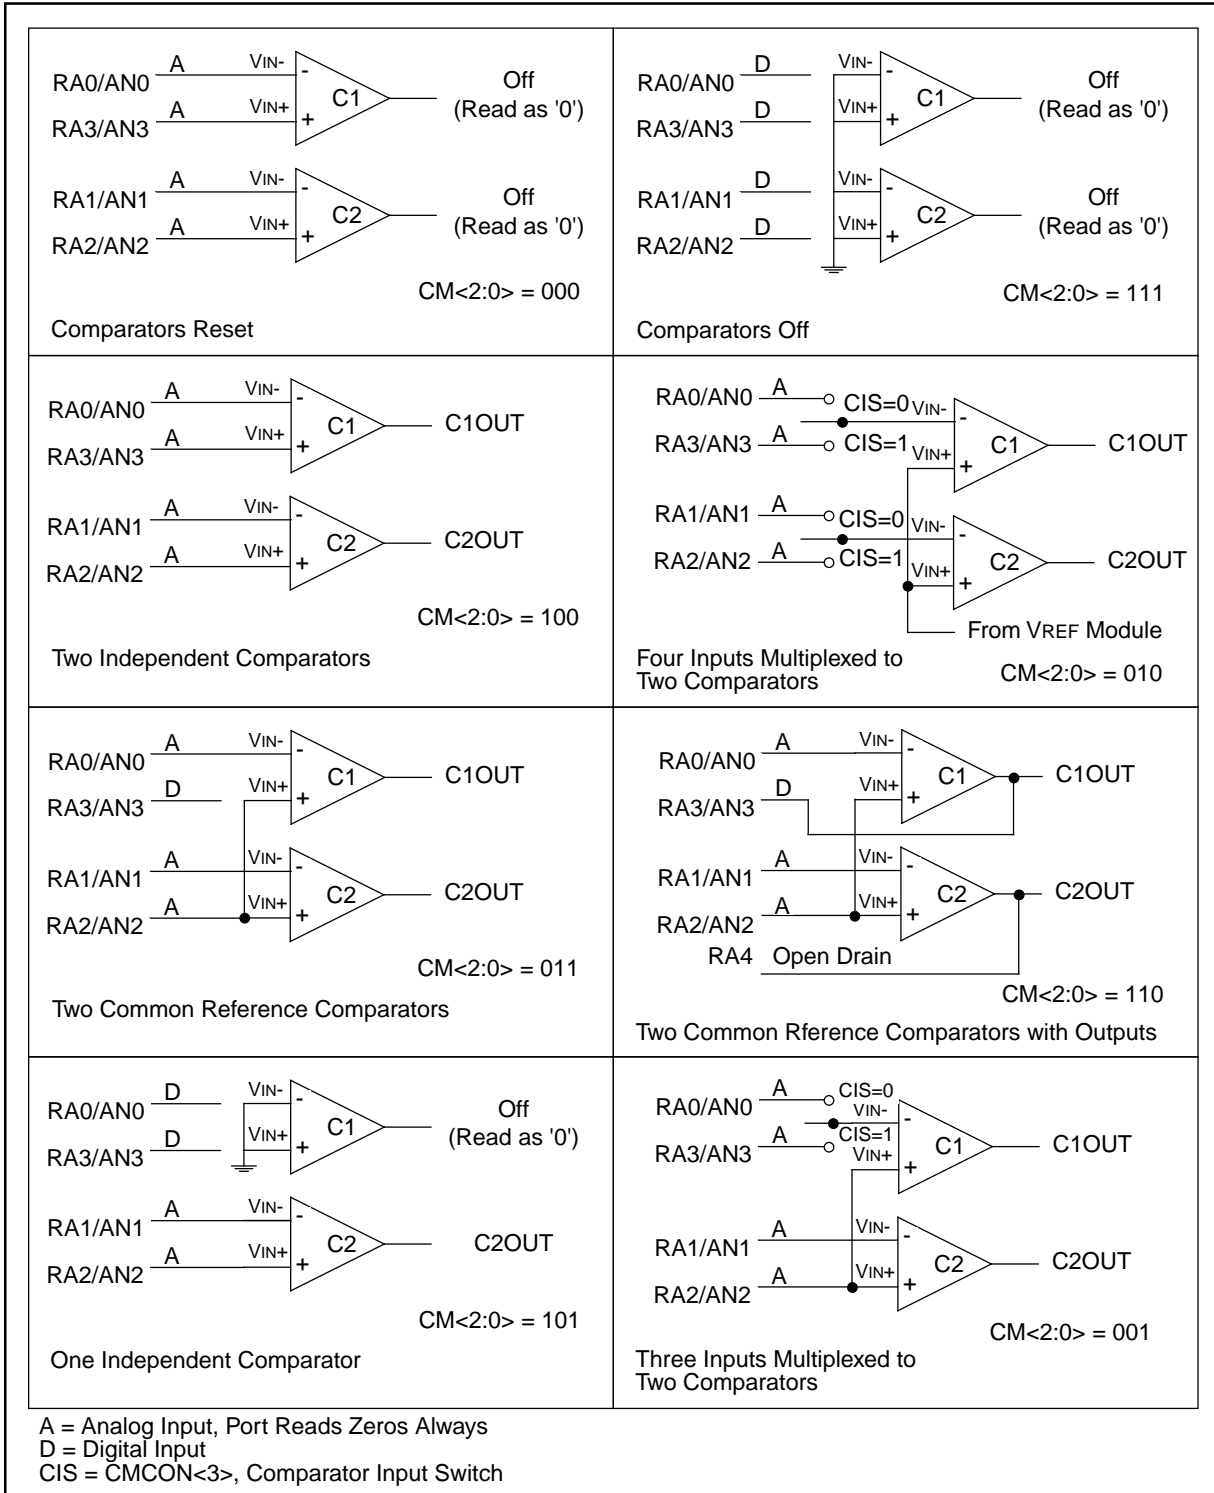 A VIN-
RA0/AN0 - C1 Off
A VIN+ (Read as '0')
RA3/AN3 +
A VIN-
RA1/AN1 - C2 Off
A VIN+ (Read as '0')
RA2/AN2 +
CM<2:0> = 000
Comparators Reset
D VIN-
RA0/AN0 - C1 Off
D VIN+ (Read as '0')
RA3/AN3 +
D VIN-
RA1/AN1 - C2 Off
D VIN+ (Read as '0')
RA2/AN2 +
CM<2:0> = 111
Comparators Off
A VIN-
RA0/AN0 - C1 C1OUT
A VIN+
RA3/AN3 +
A VIN-
RA1/AN1 - C2 C2OUT
A VIN+
RA2/AN2 +
CM<2:0> = 100
Two Independent Comparators
A
RA0/AN0 CIS=0 VIN- -
A C1 C1OUT
RA3/AN3 CIS=1 VIN+ +
A
RA1/AN1 CIS=0 VIN- -
A C2 C2OUT
RA2/AN2 CIS=1 VIN+ +
From VREF Module
Four Inputs Multiplexed to
Two Comparators
CM<2:0> = 010
A VIN-
RA0/AN0 - C1 C1OUT
D VIN+
RA3/AN3 +
A VIN-
RA1/AN1 - C2 C2OUT
A VIN+
RA2/AN2 +
CM<2:0> = 011
Two Common Reference Comparators
A VIN-
RA0/AN0 - C1 C1OUT
D VIN+
RA3/AN3 +
A VIN-
RA1/AN1 - C2 C2OUT
A VIN+
RA2/AN2 +
RA4 Open Drain
CM<2:0> = 110
Two Common Rference Comparators with Outputs
D VIN-
RA0/AN0 - C1 Off
D VIN+ (Read as '0')
RA3/AN3 +
A VIN-
RA1/AN1 - C2 C2OUT
A VIN+
RA2/AN2 +
CM<2:0> = 101
One Independent Comparator
A CIS=0
RA0/AN0 VIN- -
A CIS=1 C1 C1OUT
RA3/AN3 VIN+ +
A VIN-
RA1/AN1 - C2 C2OUT
A VIN+
RA2/AN2 +
CM<2:0> = 001
Three Inputs Multiplexed to
Two Comparators
A = Analog Input, Port Reads Zeros Always
D = Digital Input
CIS = CMCON<3>, Comparator Input Switch